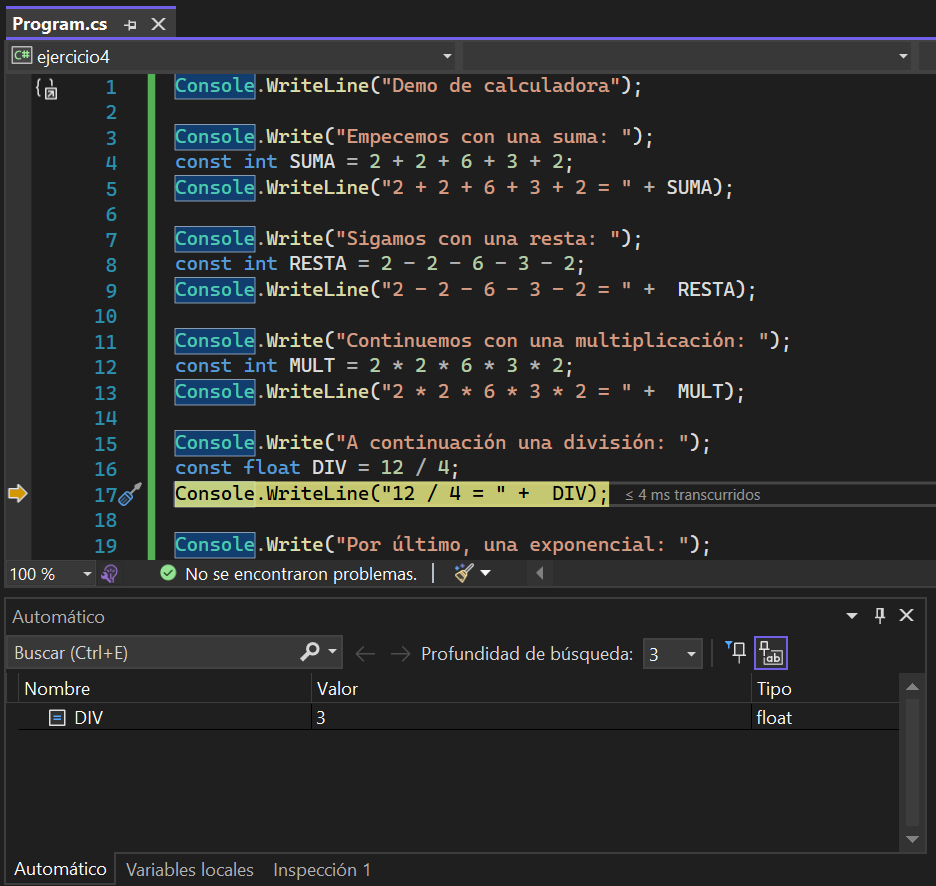 Program.cs
C# ejercicio4
1 Console.WriteLine("Demo de calculadora");
2
3 Console.Write("Empecemos con una suma: ");
4 const int SUMA = 2 + 2 + 6 + 3 + 2;
5 Console.WriteLine("2 + 2 + 6 + 3 + 2 = " + SUMA);
6
7 Console.Write("Sigamos con una resta: ");
8 const int RESTA = 2 - 2 - 6 - 3 - 2;
9 Console.WriteLine("2 - 2 - 6 - 3 - 2 = " +  RESTA);
10
11 Console.Write("Continuemos con una multiplicación: ");
12 const int MULT = 2 * 2 * 6 * 3 * 2;
13 Console.WriteLine("2 * 2 * 6 * 3 * 2 = " +  MULT);
14
15 Console.Write("A continuación una división: ");
16 const float DIV = 12 / 4;
17 Console.WriteLine("12 / 4 = " +  DIV); ≤ 4 ms transcurridos
18
19 Console.Write("Por último, una exponencial: ");
100 % No se encontraron problemas.
Automático
Buscar (Ctrl+E) Profundidad de búsqueda: 3 ab
Nombre Valor Tipo
DIV 3 float
Automático Variables locales Inspección 1